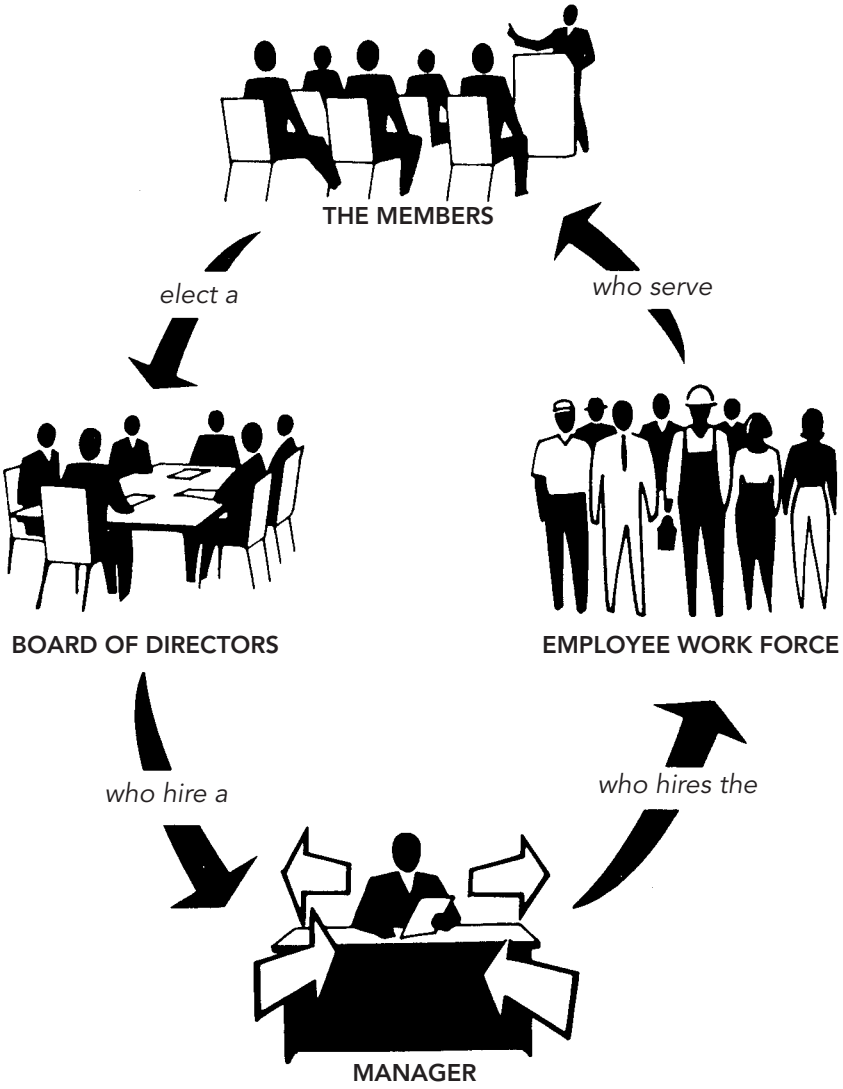 THE MEMBERS
elect a
BOARD OF DIRECTORS
who hire a
MANAGER
who hires the
EMPLOYEE WORK FORCE
who serve